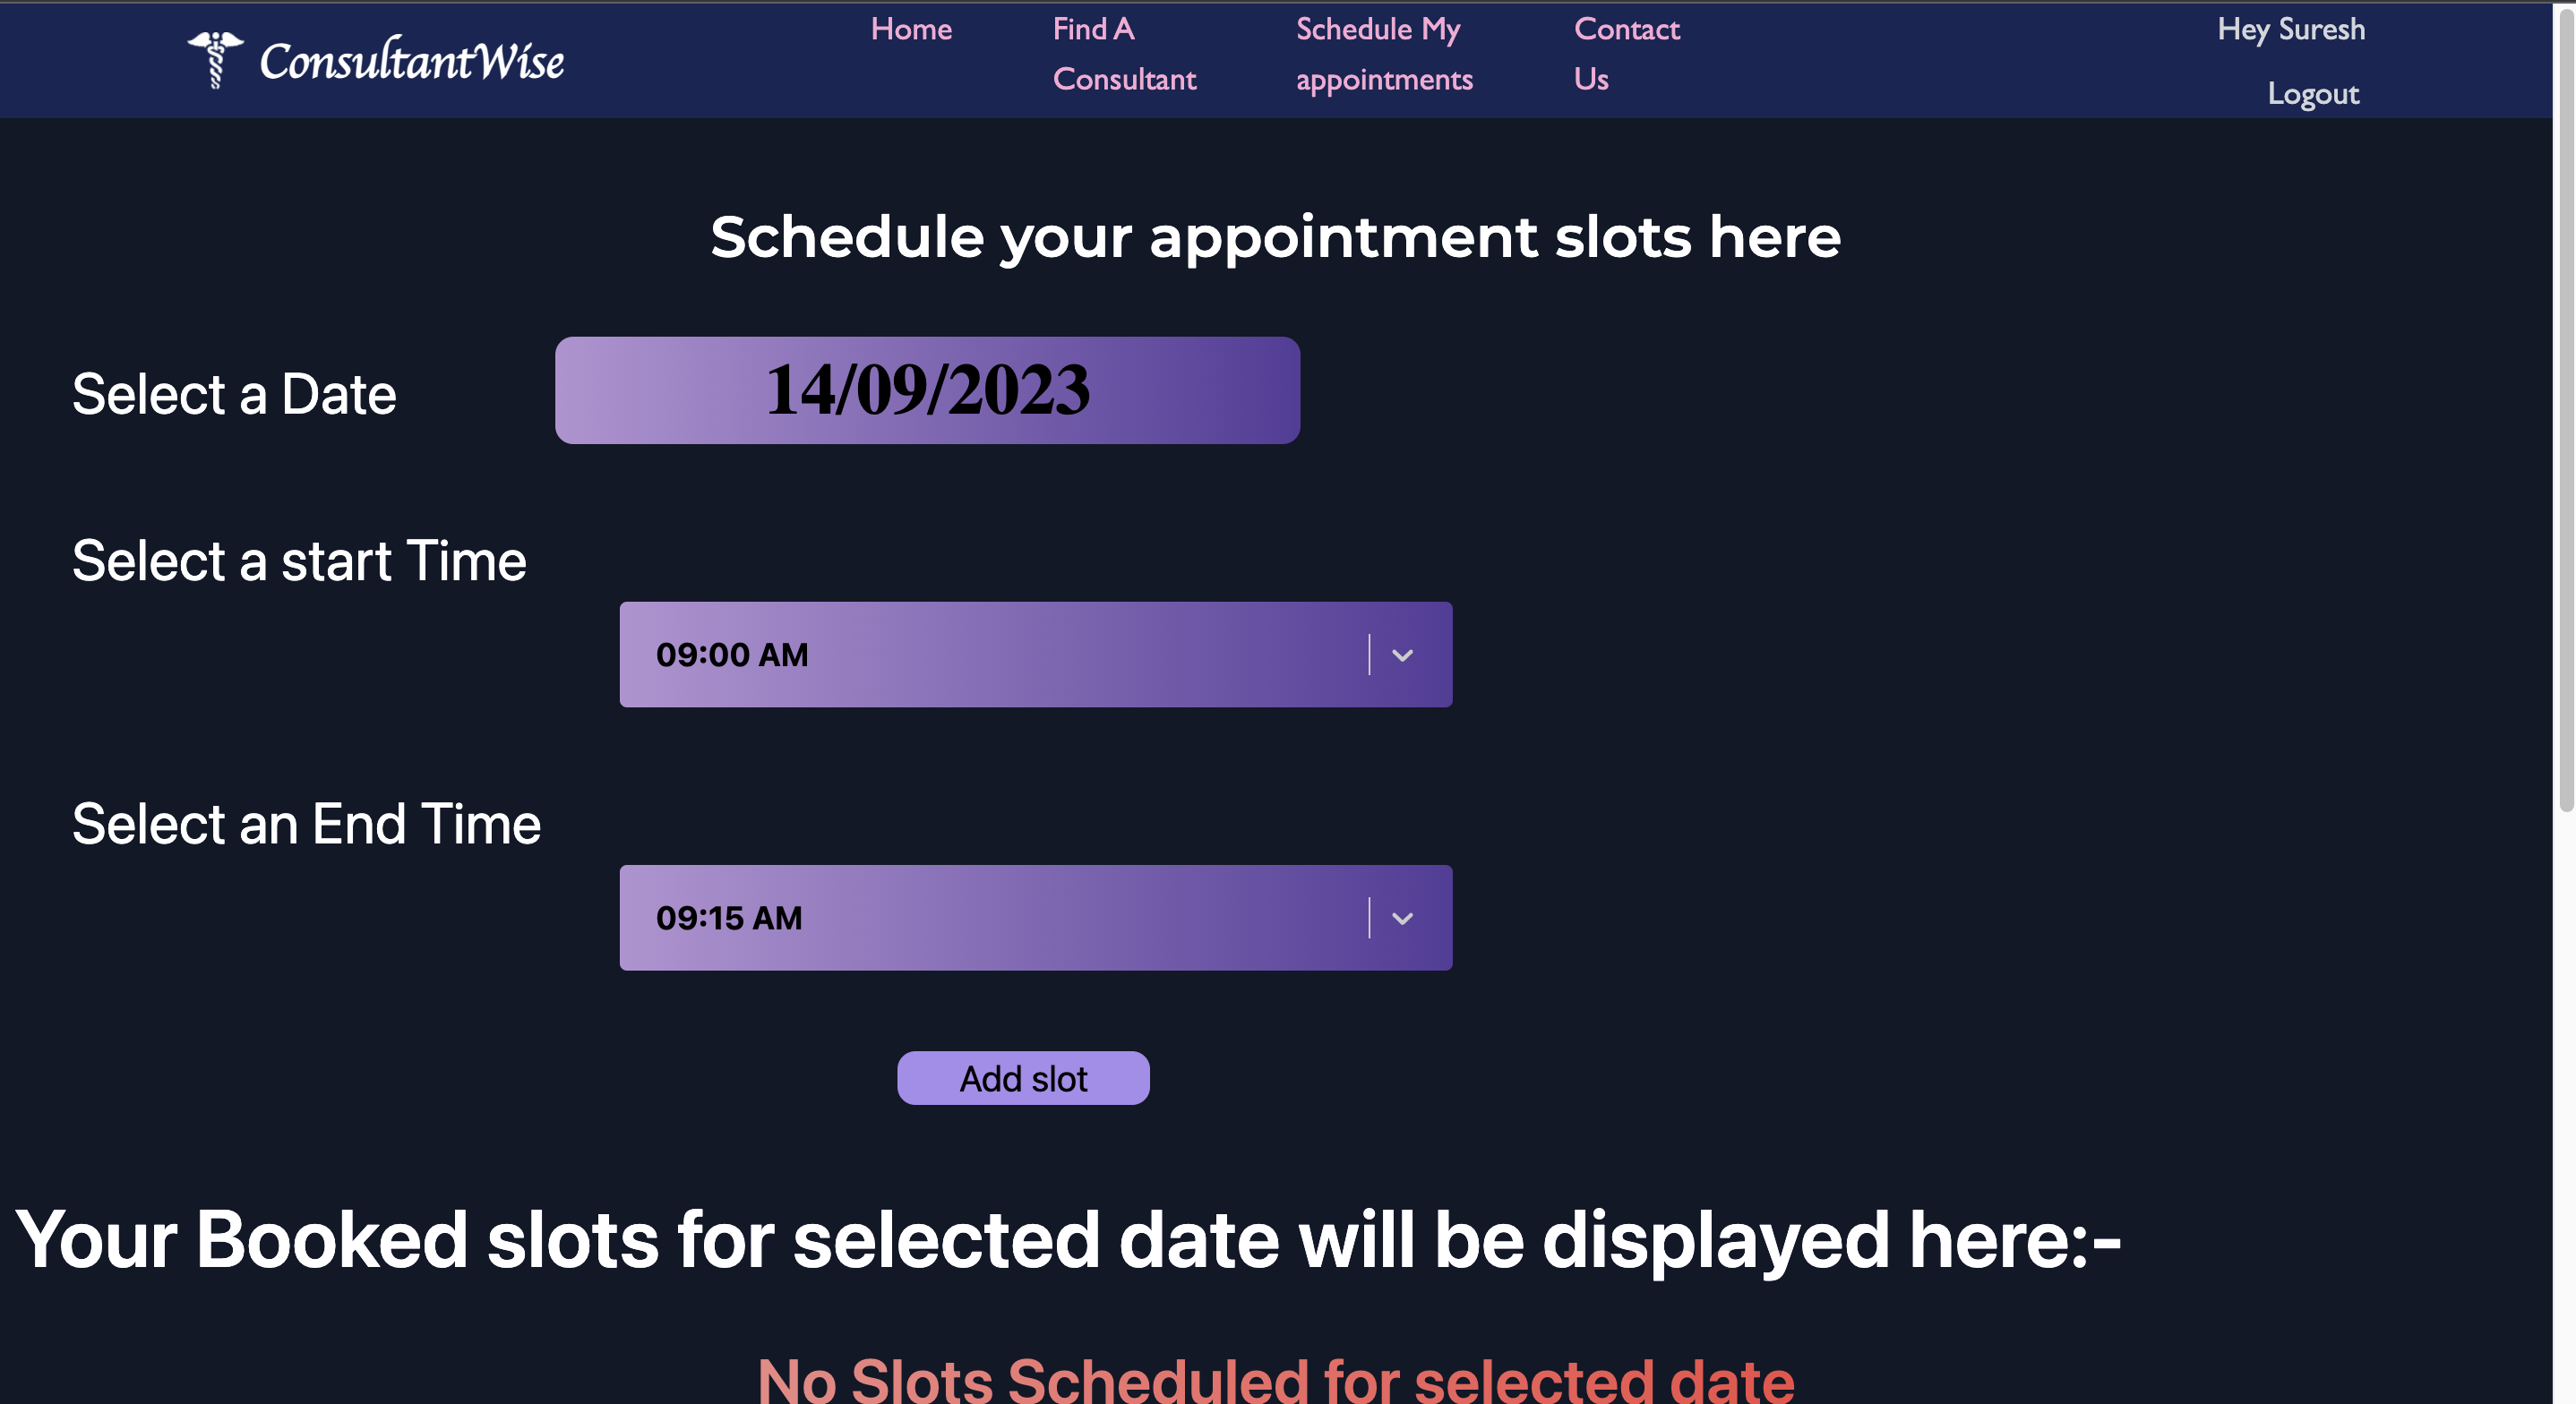 ConsultantWise
Home
Find A
Consultant
Schedule My
appointments
Contact
Us
Hey Suresh
Logout
Schedule your appointment slots here
Select a Date
14/09/2023
Select a start Time
09:00 AM
Select an End Time
09:15 AM
Add slot
Your Booked slots for selected date will be displayed here:-
No Slots Scheduled for selected date